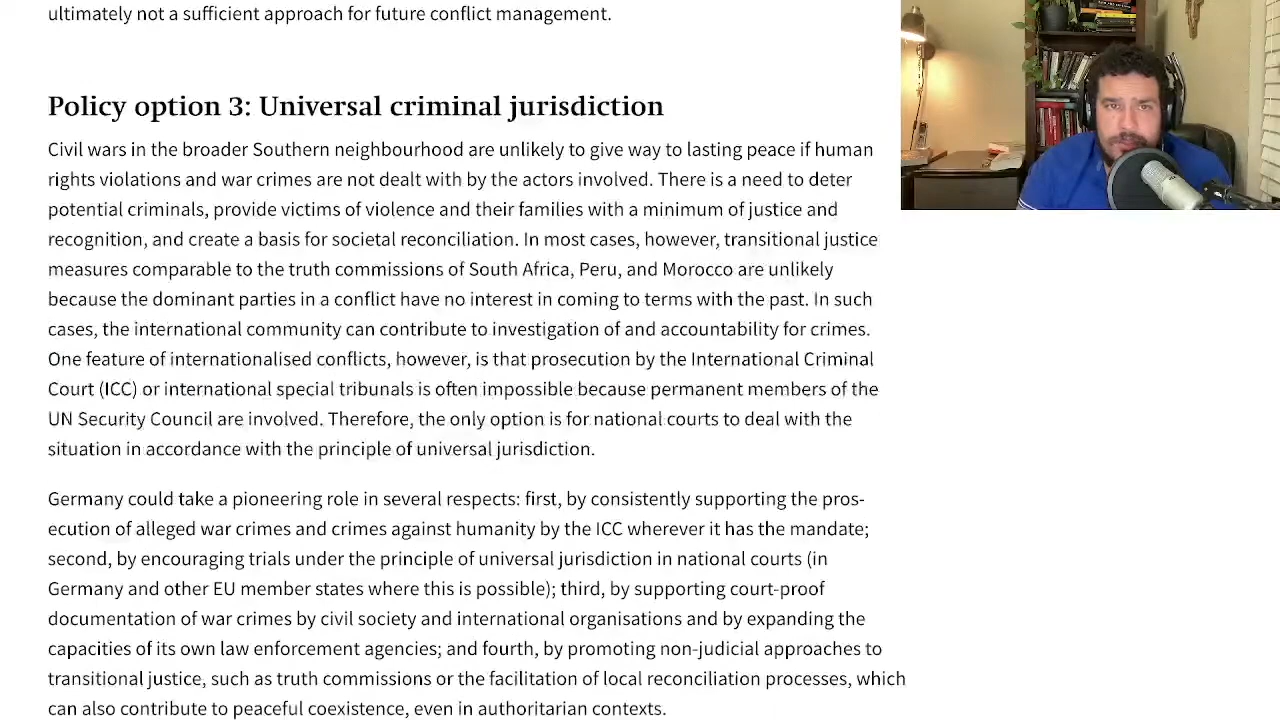 ultimately not a sufficient approach for future conflict management.
Policy option 3: Universal criminal jurisdiction
Civil wars in the broader Southern neighbourhood are unlikely to give way to lasting peace if human
rights violations and war crimes are not dealt with by the actors involved. There is a need to deter
potential criminals, provide victims of violence and their families with a minimum of justice and
recognition, and create a basis for societal reconciliation. In most cases, however, transitional justice
measures comparable to the truth commissions of South Africa, Peru, and Morocco are unlikely
because the dominant parties in a conflict have no interest in coming to terms with the past. In such
cases, the international community can contribute to investigation of and accountability for crimes.
One feature of internationalised conflicts, however, is that prosecution by the International Criminal
Court (ICC) or international special tribunals is often impossible because permanent members of the
UN Security Council are involved. Therefore, the only option is for national courts to deal with the
situation in accordance with the principle of universal jurisdiction.
Germany could take a pioneering role in several respects: first, by consistently supporting the pros-
ecution of alleged war crimes and crimes against humanity by the ICC wherever it has the mandate;
second, by encouraging trials under the principle of universal jurisdiction in national courts (in
Germany and other EU member states where this is possible); third, by supporting court-proof
documentation of war crimes by civil society and international organisations and by expanding the
capacities of its own law enforcement agencies; and fourth, by promoting non-judicial approaches to
transitional justice, such as truth commissions or the facilitation of local reconciliation processes, which
can also contribute to peaceful coexistence, even in authoritarian contexts.